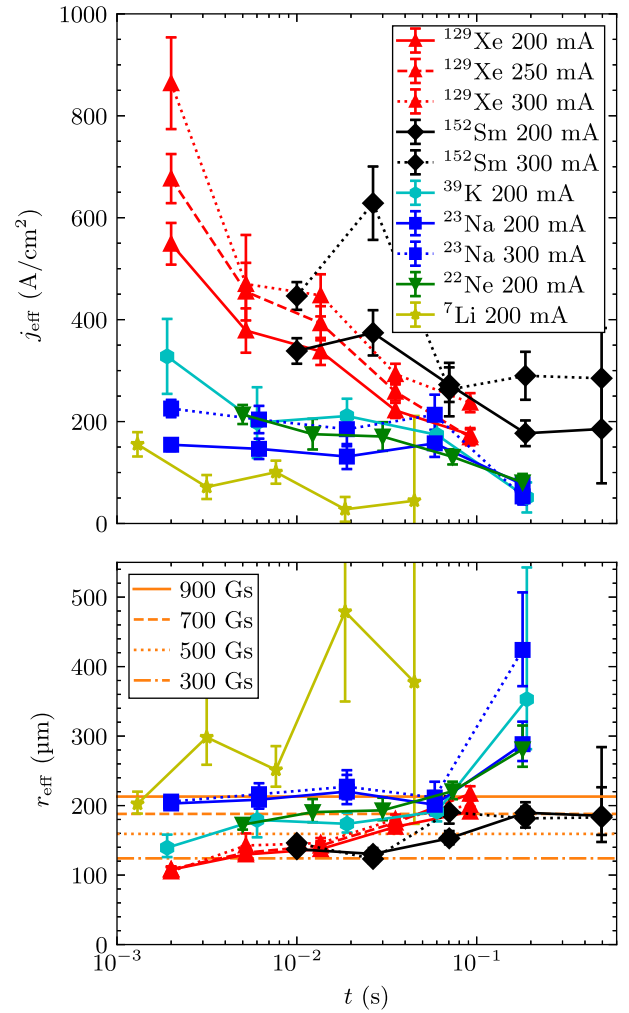 1000
800
600
400
200
0
j_eff (A/cm²)
¹²⁹Xe 200 mA
¹²⁹Xe 250 mA
¹²⁹Xe 300 mA
¹⁵²Sm 200 mA
¹⁵²Sm 300 mA
³⁹K 200 mA
²³Na 200 mA
²³Na 300 mA
²²Ne 200 mA
⁷Li 200 mA
500
400
300
200
100
0
r_eff (µm)
900 Gs
700 Gs
500 Gs
300 Gs
10⁻³
10⁻²
10⁻¹
t (s)